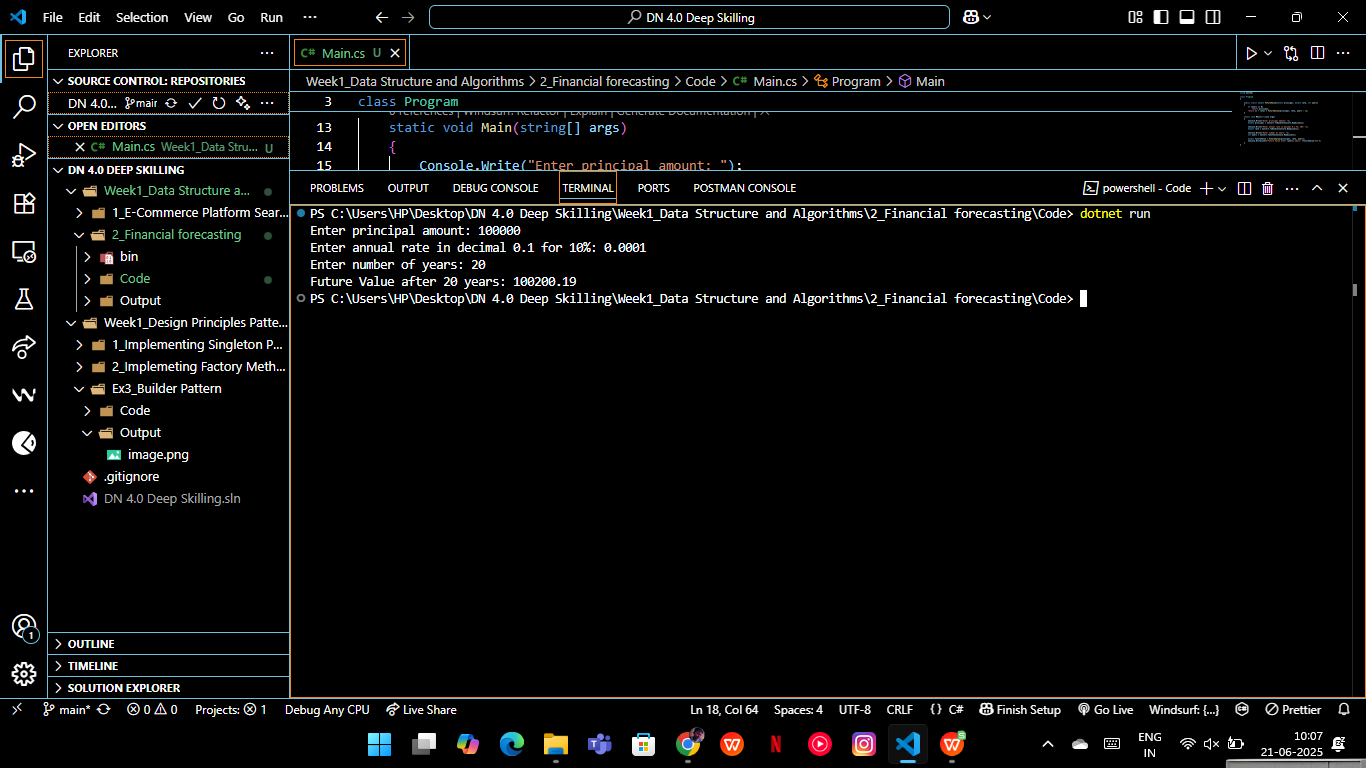 File Edit Selection View Go Run ···
DN 4.0 Deep Skilling
EXPLORER
SOURCE CONTROL: REPOSITORIES
DN 4.0... main
OPEN EDITORS
C# Main.cs Week1_Data Stru... U
DN 4.0 DEEP SKILLING
Week1_Data Structure a...
1_E-Commerce Platform Sear...
2_Financial forecasting
bin
Code
Output
Week1_Design Principles Patte...
1_Implementing Singleton P...
2_Implemeting Factory Meth...
Ex3_Builder Pattern
Code
Output
image.png
.gitignore
DN 4.0 Deep Skilling.sln
OUTLINE
TIMELINE
SOLUTION EXPLORER
C# Main.cs U
Week1_Data Structure and Algorithms > 2_Financial forecasting > Code > C# Main.cs > Program > Main
3 class Program
0 references | Windsurf: Refactor | Explain | Generate Documentation | X
13 static void Main(string[] args)
14 {
15 Console.Write("Enter principal amount: ");
PROBLEMS OUTPUT DEBUG CONSOLE TERMINAL PORTS POSTMAN CONSOLE
powershell - Code
PS C:\Users\HP\Desktop\DN 4.0 Deep Skilling\Week1_Data Structure and Algorithms\2_Financial forecasting\Code> dotnet run
Enter principal amount: 100000
Enter annual rate in decimal 0.1 for 10%: 0.0001
Enter number of years: 20
Future Value after 20 years: 100200.19
PS C:\Users\HP\Desktop\DN 4.0 Deep Skilling\Week1_Data Structure and Algorithms\2_Financial forecasting\Code>
1
main* 0 0 Projects: 1 Debug Any CPU Live Share
Ln 18, Col 64 Spaces: 4 UTF-8 CRLF {} C# Finish Setup Go Live Windsurf: {...} Prettier
ENG
IN
10:07
21-06-2025